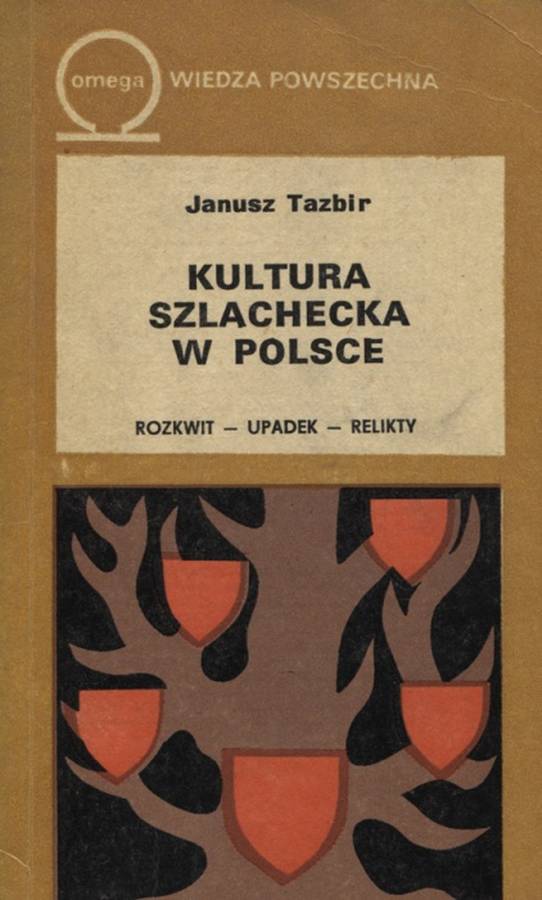 omega WIEDZA POWSZECHNA
Janusz Tazbir
KULTURA
SZLACHECKA
W POLSCE
ROZKWIT — UPADEK — RELIKTY